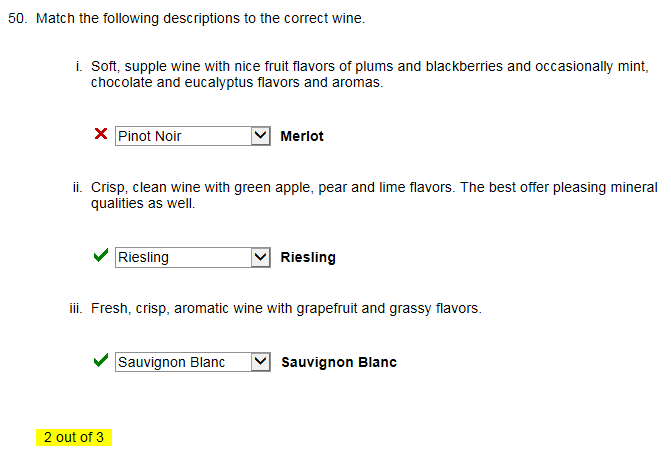 50. Match the following descriptions to the correct wine.
i. Soft, supple wine with nice fruit flavors of plums and blackberries and occasionally mint,
chocolate and eucalyptus flavors and aromas.
Pinot Noir Merlot
ii. Crisp, clean wine with green apple, pear and lime flavors. The best offer pleasing mineral
qualities as well.
Riesling Riesling
iii. Fresh, crisp, aromatic wine with grapefruit and grassy flavors.
Sauvignon Blanc Sauvignon Blanc
2 out of 3